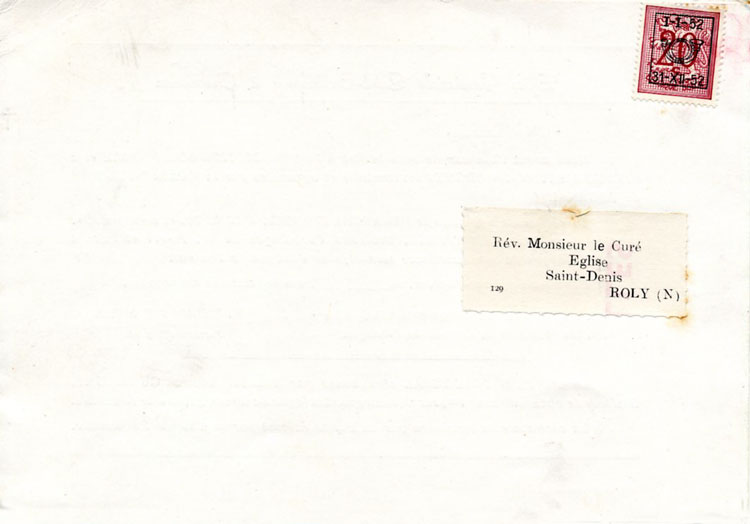 I-I-52
20
c
31-XII-52
Rév. Monsieur le Curé
Eglise
Saint-Denis
129 ROLY (N)